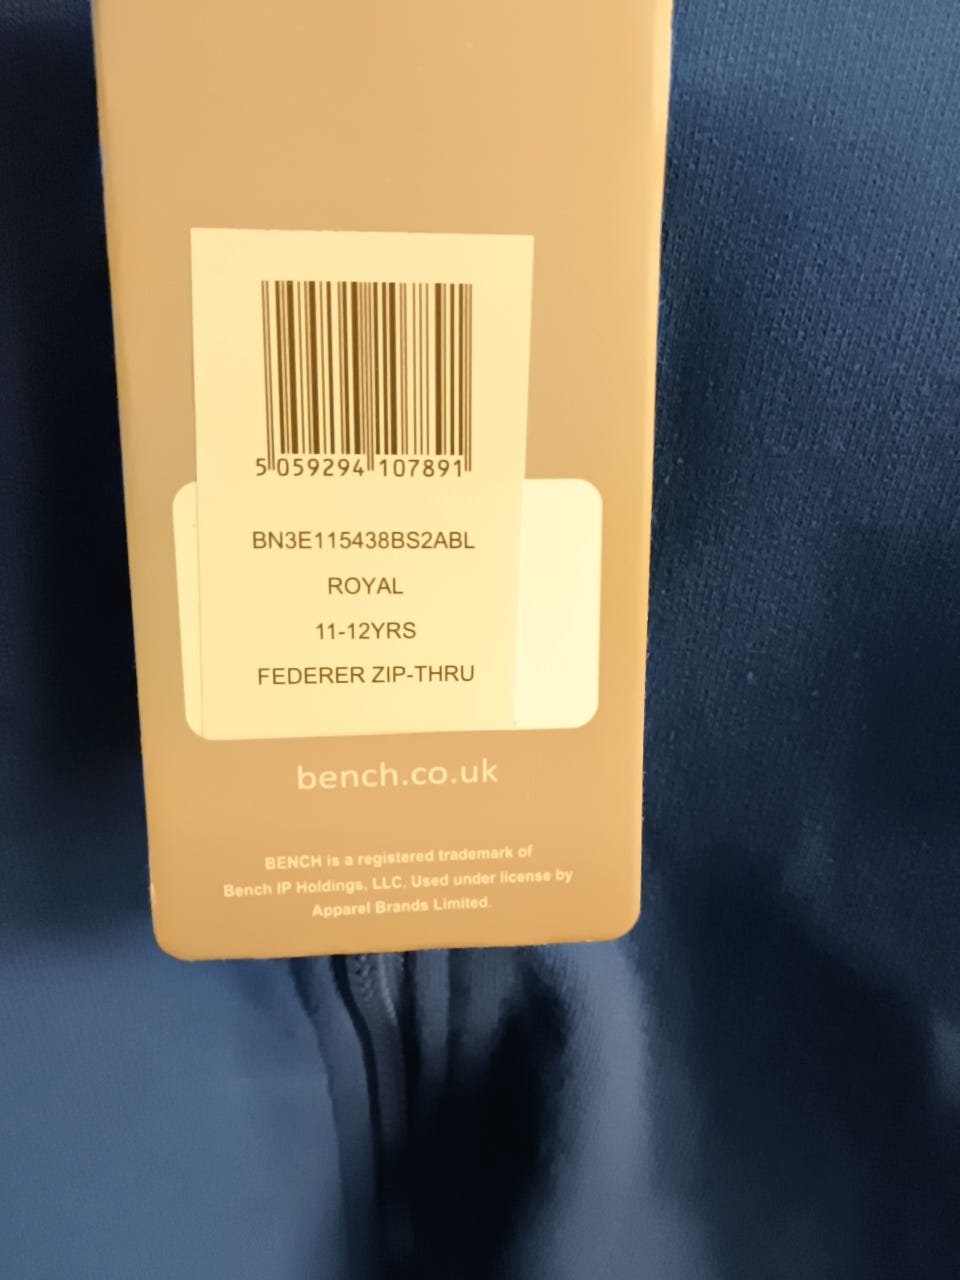 5 059294 107891
BN3E115438BS2ABL
ROYAL
11-12YRS
FEDERER ZIP-THRU
bench.co.uk
BENCH is a registered trademark of
Bench IP Holdings, LLC. Used under license by
Apparel Brands Limited.